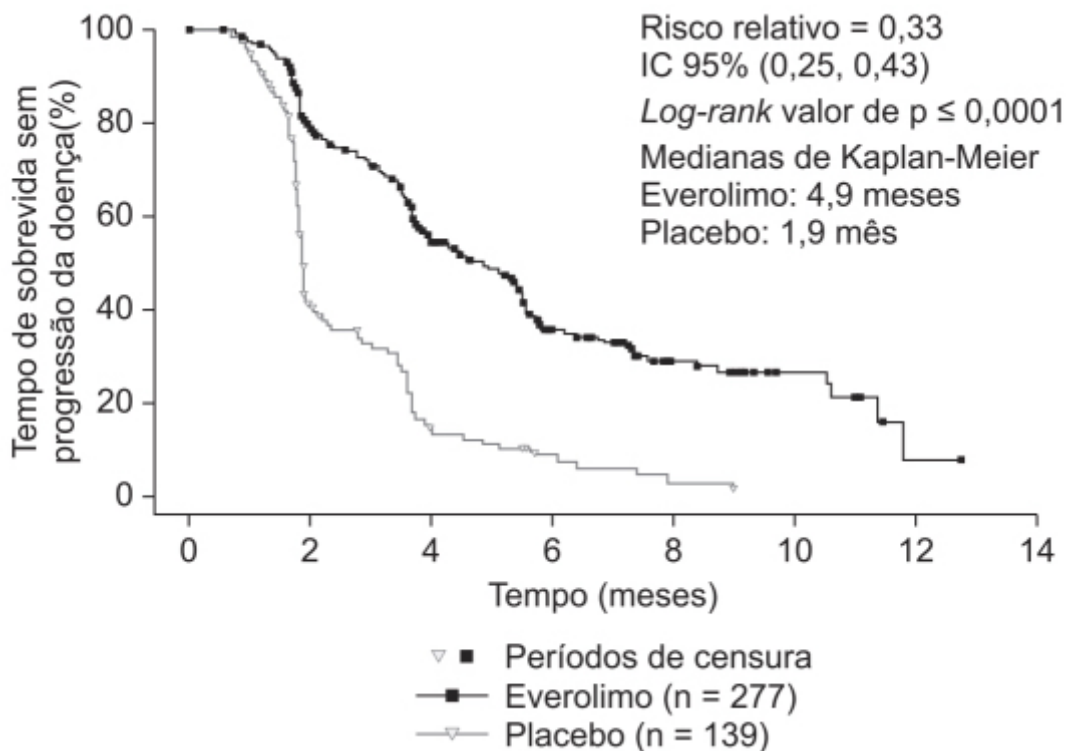 Tempo de sobrevida sem
progressão da doença(%)
100
80
60
40
20
0
Risco relativo = 0,33
IC 95% (0,25, 0,43)
Log-rank valor de p ≤ 0,0001
Medianas de Kaplan-Meier
Everolimo: 4,9 meses
Placebo: 1,9 mês
0 2 4 6 8 10 12 14
Tempo (meses)
Períodos de censura
Everolimo (n = 277)
Placebo (n = 139)